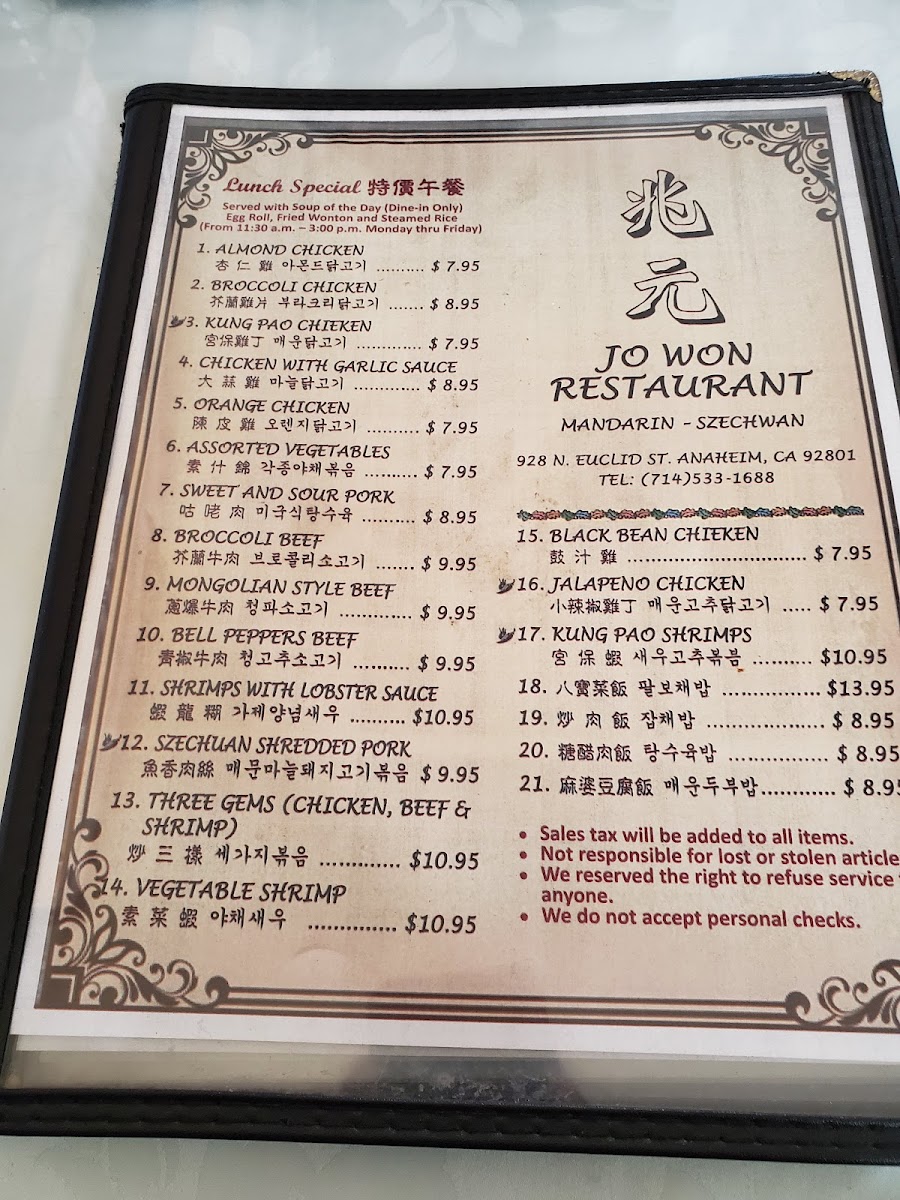 Lunch Special 特價午餐
Served with Soup of the Day (Dine-in Only)
Egg Roll, Fried Wonton and Steamed Rice
(From 11:30 a.m. – 3:00 p.m. Monday thru Friday)
1. ALMOND CHICKEN
杏 仁 雞 아몬드닭고기 .......... $ 7.95
2. BROCCOLI CHICKEN
芥蘭雞片 부라크리닭고기 ....... $ 8.95
3. KUNG PAO CHIEKEN
宮保雞丁 매운닭고기 ............. $ 7.95
4. CHICKEN WITH GARLIC SAUCE
大 蒜 雞 마늘닭고기 ............. $ 8.95
5. ORANGE CHICKEN
陳 皮 雞 오렌지닭고기 .......... $ 7.95
6. ASSORTED VEGETABLES
素 什 錦 각종야채볶음 .......... $ 7.95
7. SWEET AND SOUR PORK
咕 咾 肉 미국식탕수육 .......... $ 8.95
8. BROCCOLI BEEF
芥蘭牛肉 브로콜리소고기 ....... $ 9.95
9. MONGOLIAN STYLE BEEF
蔥爆牛肉 청파소고기 ............. $ 9.95
10. BELL PEPPERS BEEF
青椒牛肉 청고추소고기 .......... $ 9.95
11. SHRIMPS WITH LOBSTER SAUCE
蝦 龍 糊 가제양념새우 .......... $10.95
12. SZECHUAN SHREDDED PORK
魚香肉絲 매문마늘돼지고기볶음 $ 9.95
13. THREE GEMS (CHICKEN, BEEF &
SHRIMP)
炒 三 樣 세가지볶음 ............. $10.95
14. VEGETABLE SHRIMP
素 菜 蝦 야채새우 .............. $10.95
兆
元
JO WON
RESTAURANT
MANDARIN - SZECHWAN
928 N. EUCLID ST. ANAHEIM, CA 92801
TEL: (714)533-1688
15. BLACK BEAN CHIEKEN
鼓 汁 雞 ............................... $ 7.95
16. JALAPENO CHICKEN
小辣椒雞丁 매운고추닭고기 ..... $ 7.95
17. KUNG PAO SHRIMPS
宮 保 蝦 새우고추볶븜 .......... $10.95
18. 八寶菜飯 팔보채밥 ................ $13.95
19. 炒 肉 飯 잡채밥 ................... $ 8.95
20. 糖醋肉飯 탕수육밥 ................ $ 8.95
21. 麻婆豆腐飯 매운두부밥............ $ 8.95
• Sales tax will be added to all items.
• Not responsible for lost or stolen article
• We reserved the right to refuse service
anyone.
• We do not accept personal checks.